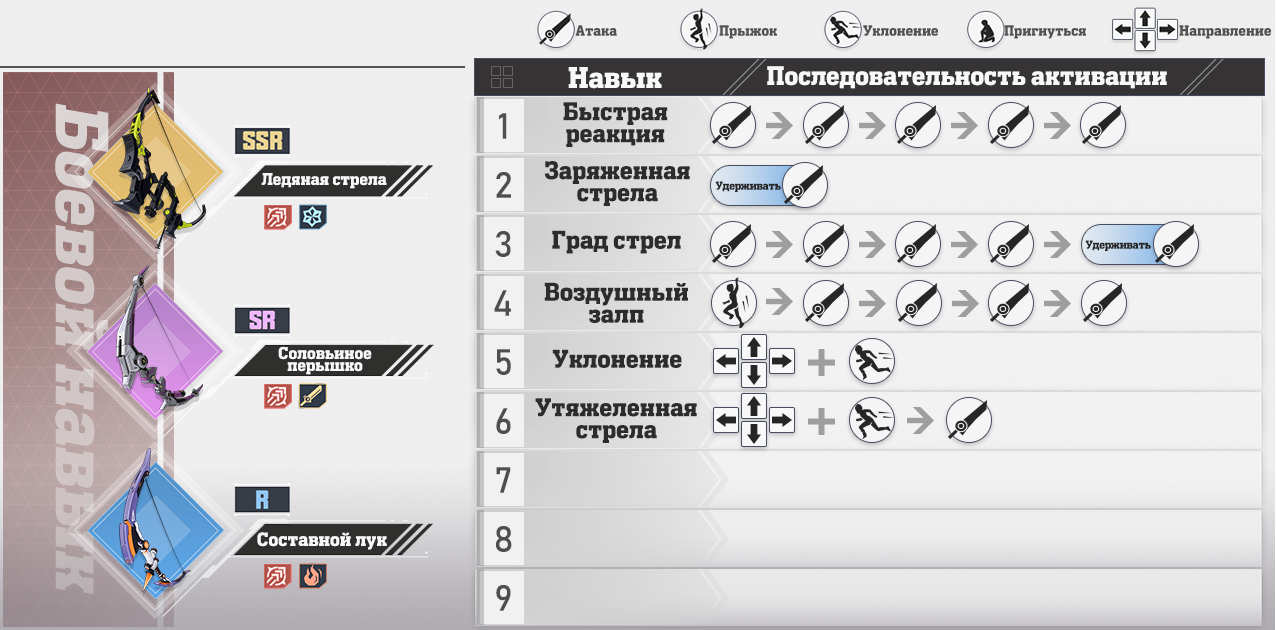 Атака
Прыжок
Уклонение
Пригнуться
Направление
Боевой навык
SSR
Ледяная стрела
SR
Соловьиное
перышко
R
Составной лук
Навык
Последовательность активации
1
Быстрая
реакция
2
Заряженная
стрела
Удерживать
3
Град стрел
Удерживать
4
Воздушный
залп
5
Уклонение
6
Утяжеленная
стрела
7
8
9